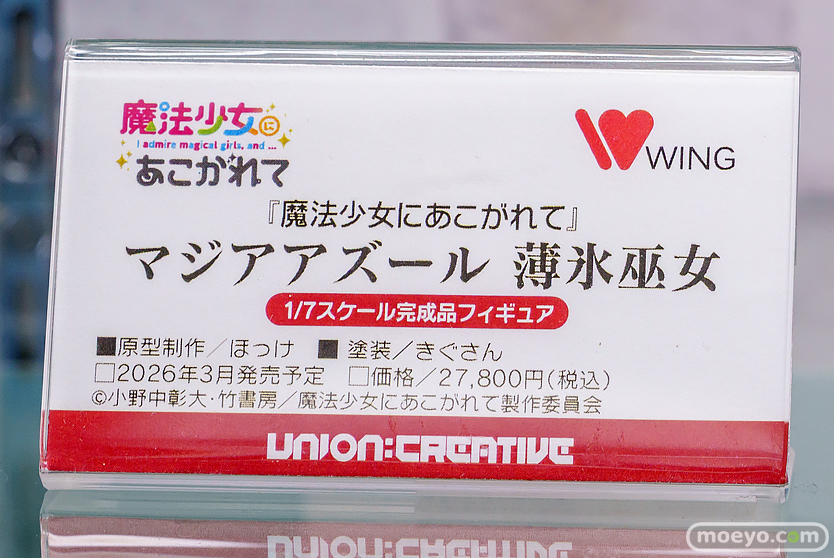 魔法少女に
I admire magical girls, and ...
あこがれて
WING
『魔法少女にあこがれて』
マジアアズール 薄氷巫女
1/7スケール完成品フィギュア
■原型制作／ほっけ ■ 塗装／きぐさん
□2026年3月発売予定 □価格／27,800円(税込)
©小野中彰大・竹書房／魔法少女にあこがれて製作委員会
UNION:CREATIVE
moeyo.com